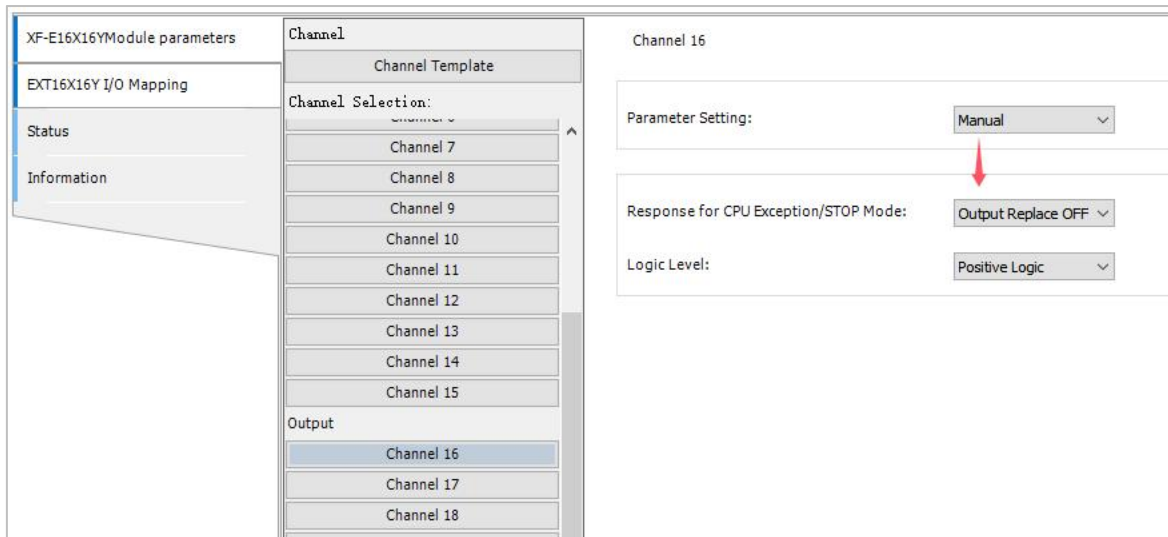 XF-E16X16YModule parameters
EXT16X16Y I/O Mapping
Status
Information
Channel
Channel Template
Channel Selection:
Channel 7
Channel 8
Channel 9
Channel 10
Channel 11
Channel 12
Channel 13
Channel 14
Channel 15
Output
Channel 16
Channel 17
Channel 18
Channel 16
Parameter Setting:
Manual
Response for CPU Exception/STOP Mode:
Output Replace OFF
Logic Level:
Positive Logic